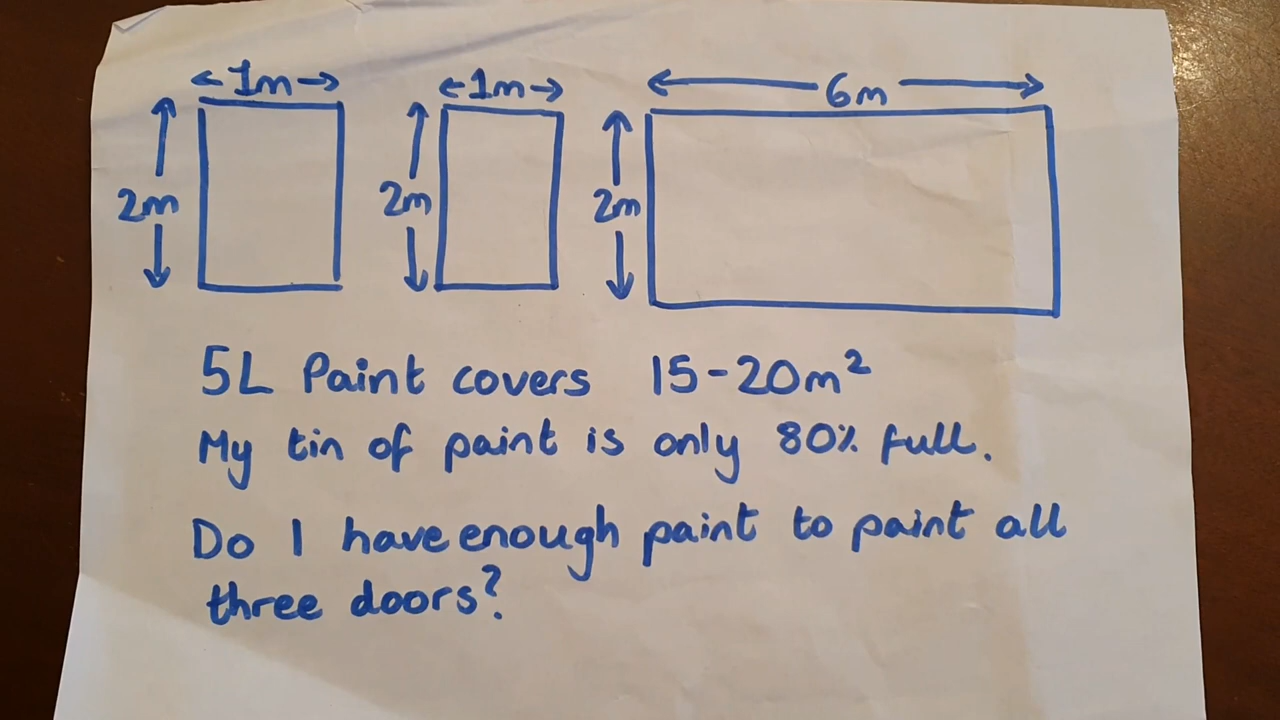 1m 1m 6m
2m 2m 2m
5L Paint covers 15-20m²
My tin of paint is only 80% full.
Do I have enough paint to paint all
three doors?